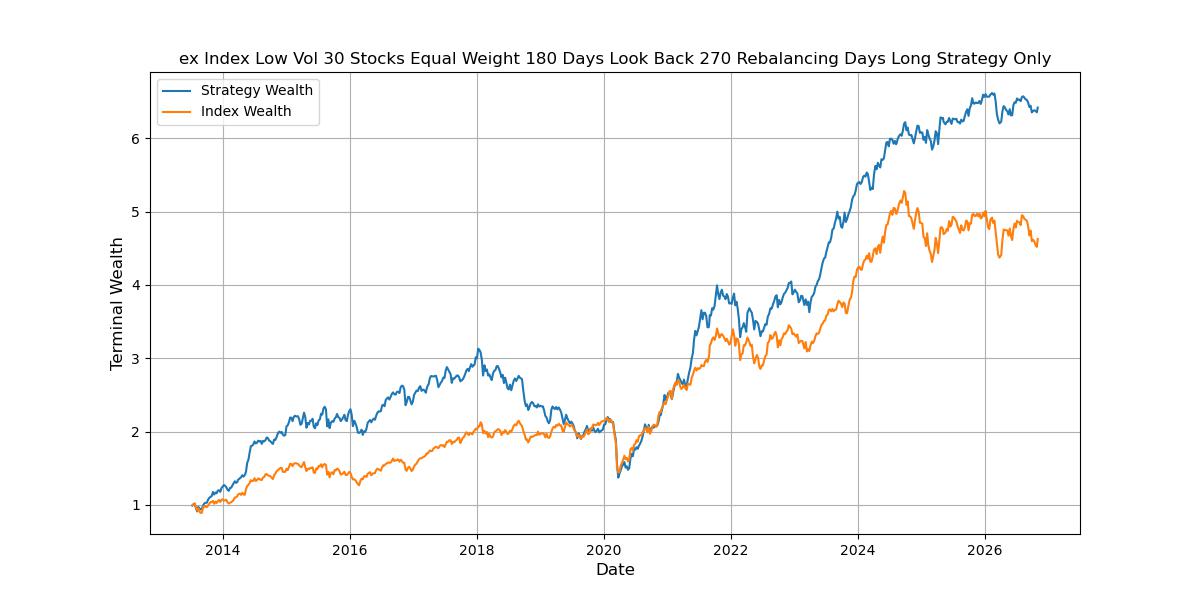 ex Index Low Vol 30 Stocks Equal Weight 180 Days Look Back 270 Rebalancing Days Long Strategy Only
Strategy Wealth
Index Wealth
Terminal Wealth
6
5
4
3
2
1
2014 2016 2018 2020 2022 2024 2026
Date